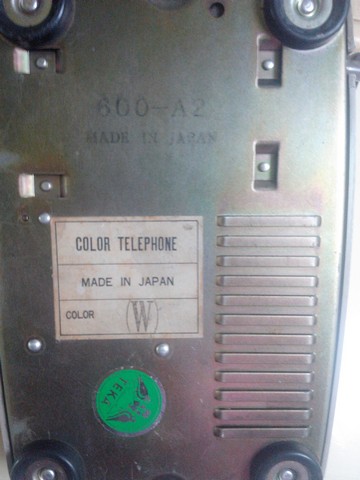 600-A2
MADE IN JAPAN
COLOR TELEPHONE
MADE IN JAPAN
COLOR (W)